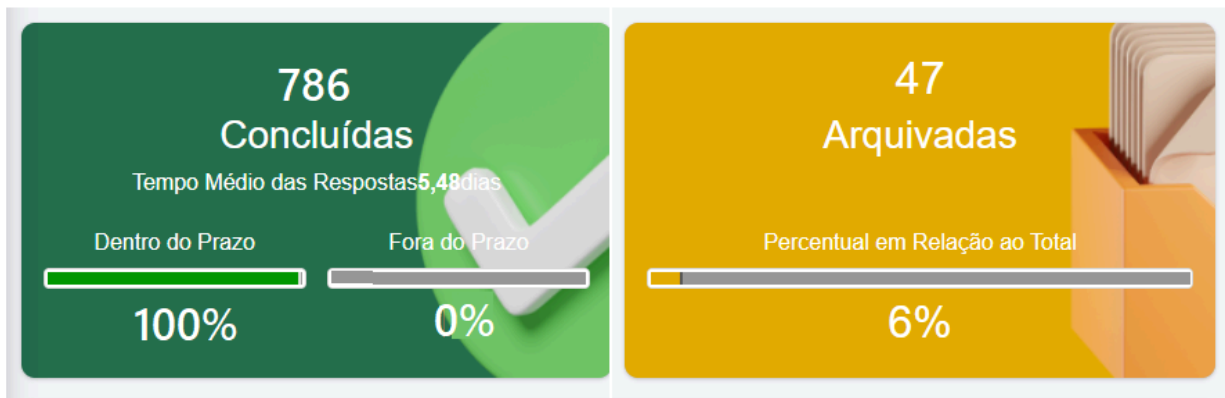 786
Concluídas
Tempo Médio das Respostas5,48dias
Dentro do Prazo
Fora do Prazo
100%
0%
47
Arquivadas
Percentual em Relação ao Total
6%